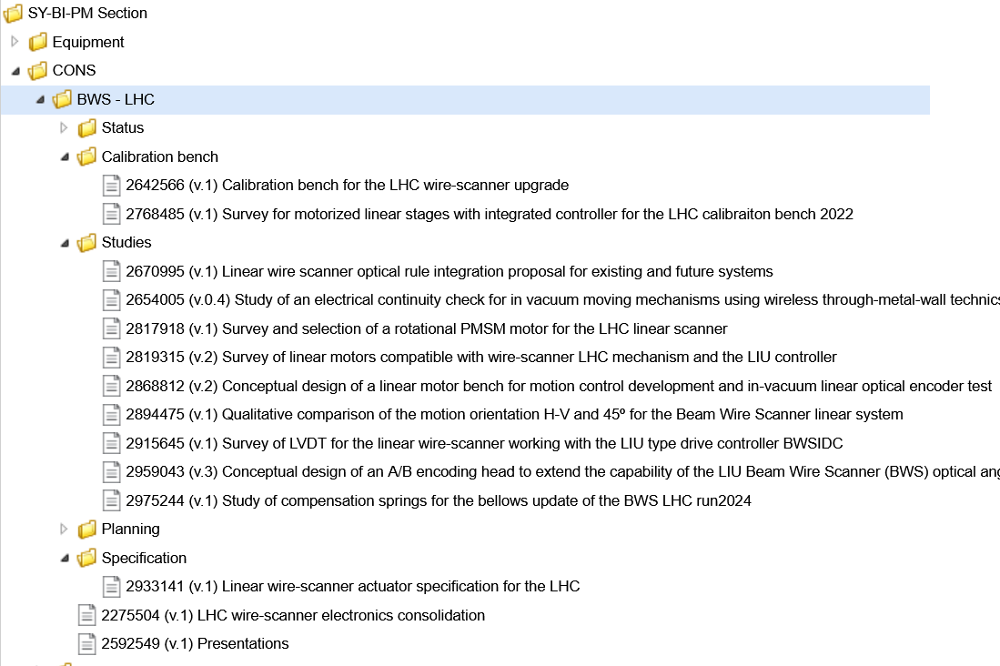 SY-BI-PM Section
Equipment
CONS
BWS - LHC
Status
Calibration bench
2642566 (v.1) Calibration bench for the LHC wire-scanner upgrade
2768485 (v.1) Survey for motorized linear stages with integrated controller for the LHC calibraiton bench 2022
Studies
2670995 (v.1) Linear wire scanner optical rule integration proposal for existing and future systems
2654005 (v.0.4) Study of an electrical continuity check for in vacuum moving mechanisms using wireless through-metal-wall technics
2817918 (v.1) Survey and selection of a rotational PMSM motor for the LHC linear scanner
2819315 (v.2) Survey of linear motors compatible with wire-scanner LHC mechanism and the LIU controller
2868812 (v.2) Conceptual design of a linear motor bench for motion control development and in-vacuum linear optical encoder test
2894475 (v.1) Qualitative comparison of the motion orientation H-V and 45º for the Beam Wire Scanner linear system
2915645 (v.1) Survey of LVDT for the linear wire-scanner working with the LIU type drive controller BWSIDC
2959043 (v.3) Conceptual design of an A/B encoding head to extend the capability of the LIU Beam Wire Scanner (BWS) optical ang
2975244 (v.1) Study of compensation springs for the bellows update of the BWS LHC run2024
Planning
Specification
2933141 (v.1) Linear wire-scanner actuator specification for the LHC
2275504 (v.1) LHC wire-scanner electronics consolidation
2592549 (v.1) Presentations